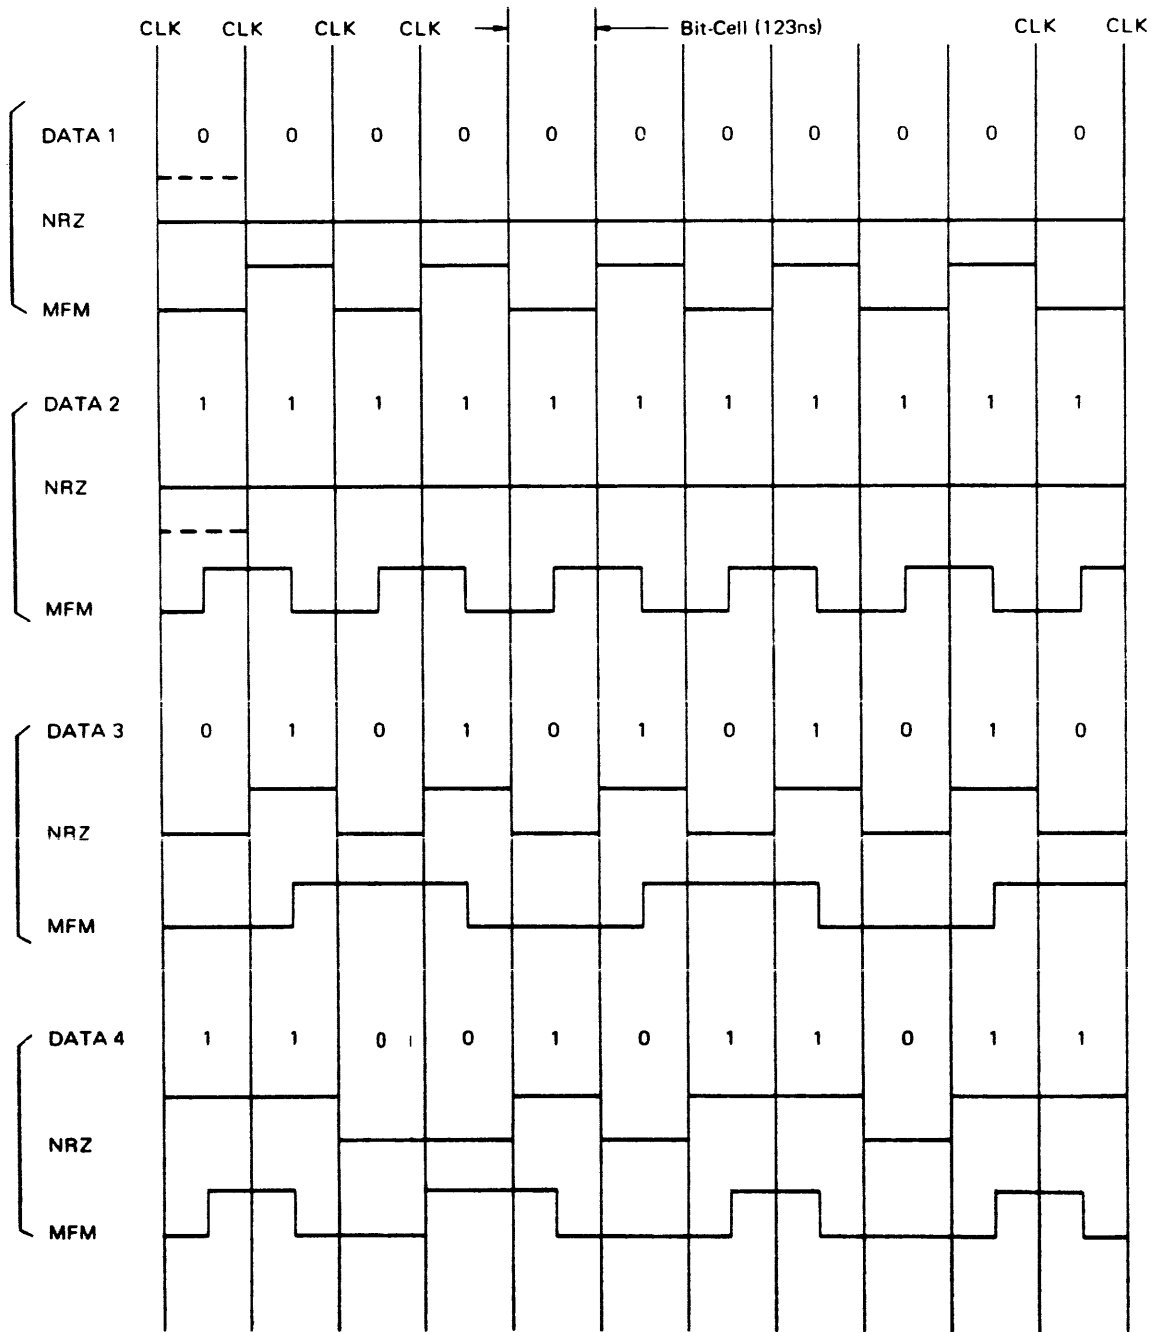 CLK CLK CLK CLK Bit-Cell (123ns) CLK CLK
DATA 1 0 0 0 0 0 0 0 0 0 0 0
NRZ
MFM
DATA 2 1 1 1 1 1 1 1 1 1 1 1
NRZ
MFM
DATA 3 0 1 0 1 0 1 0 1 0 1 0
NRZ
MFM
DATA 4 1 1 0 0 1 0 1 1 0 1 1
NRZ
MFM